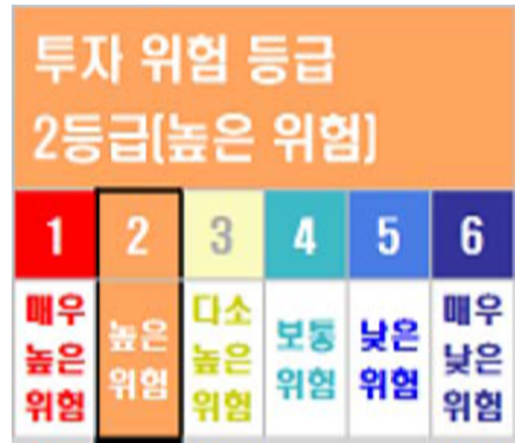 투자 위험 등급
2등급[높은 위험]
1 2 3 4 5 6
매우 높은 위험
높은 위험
다소 높은 위험
보통 위험
낮은 위험
매우 낮은 위험